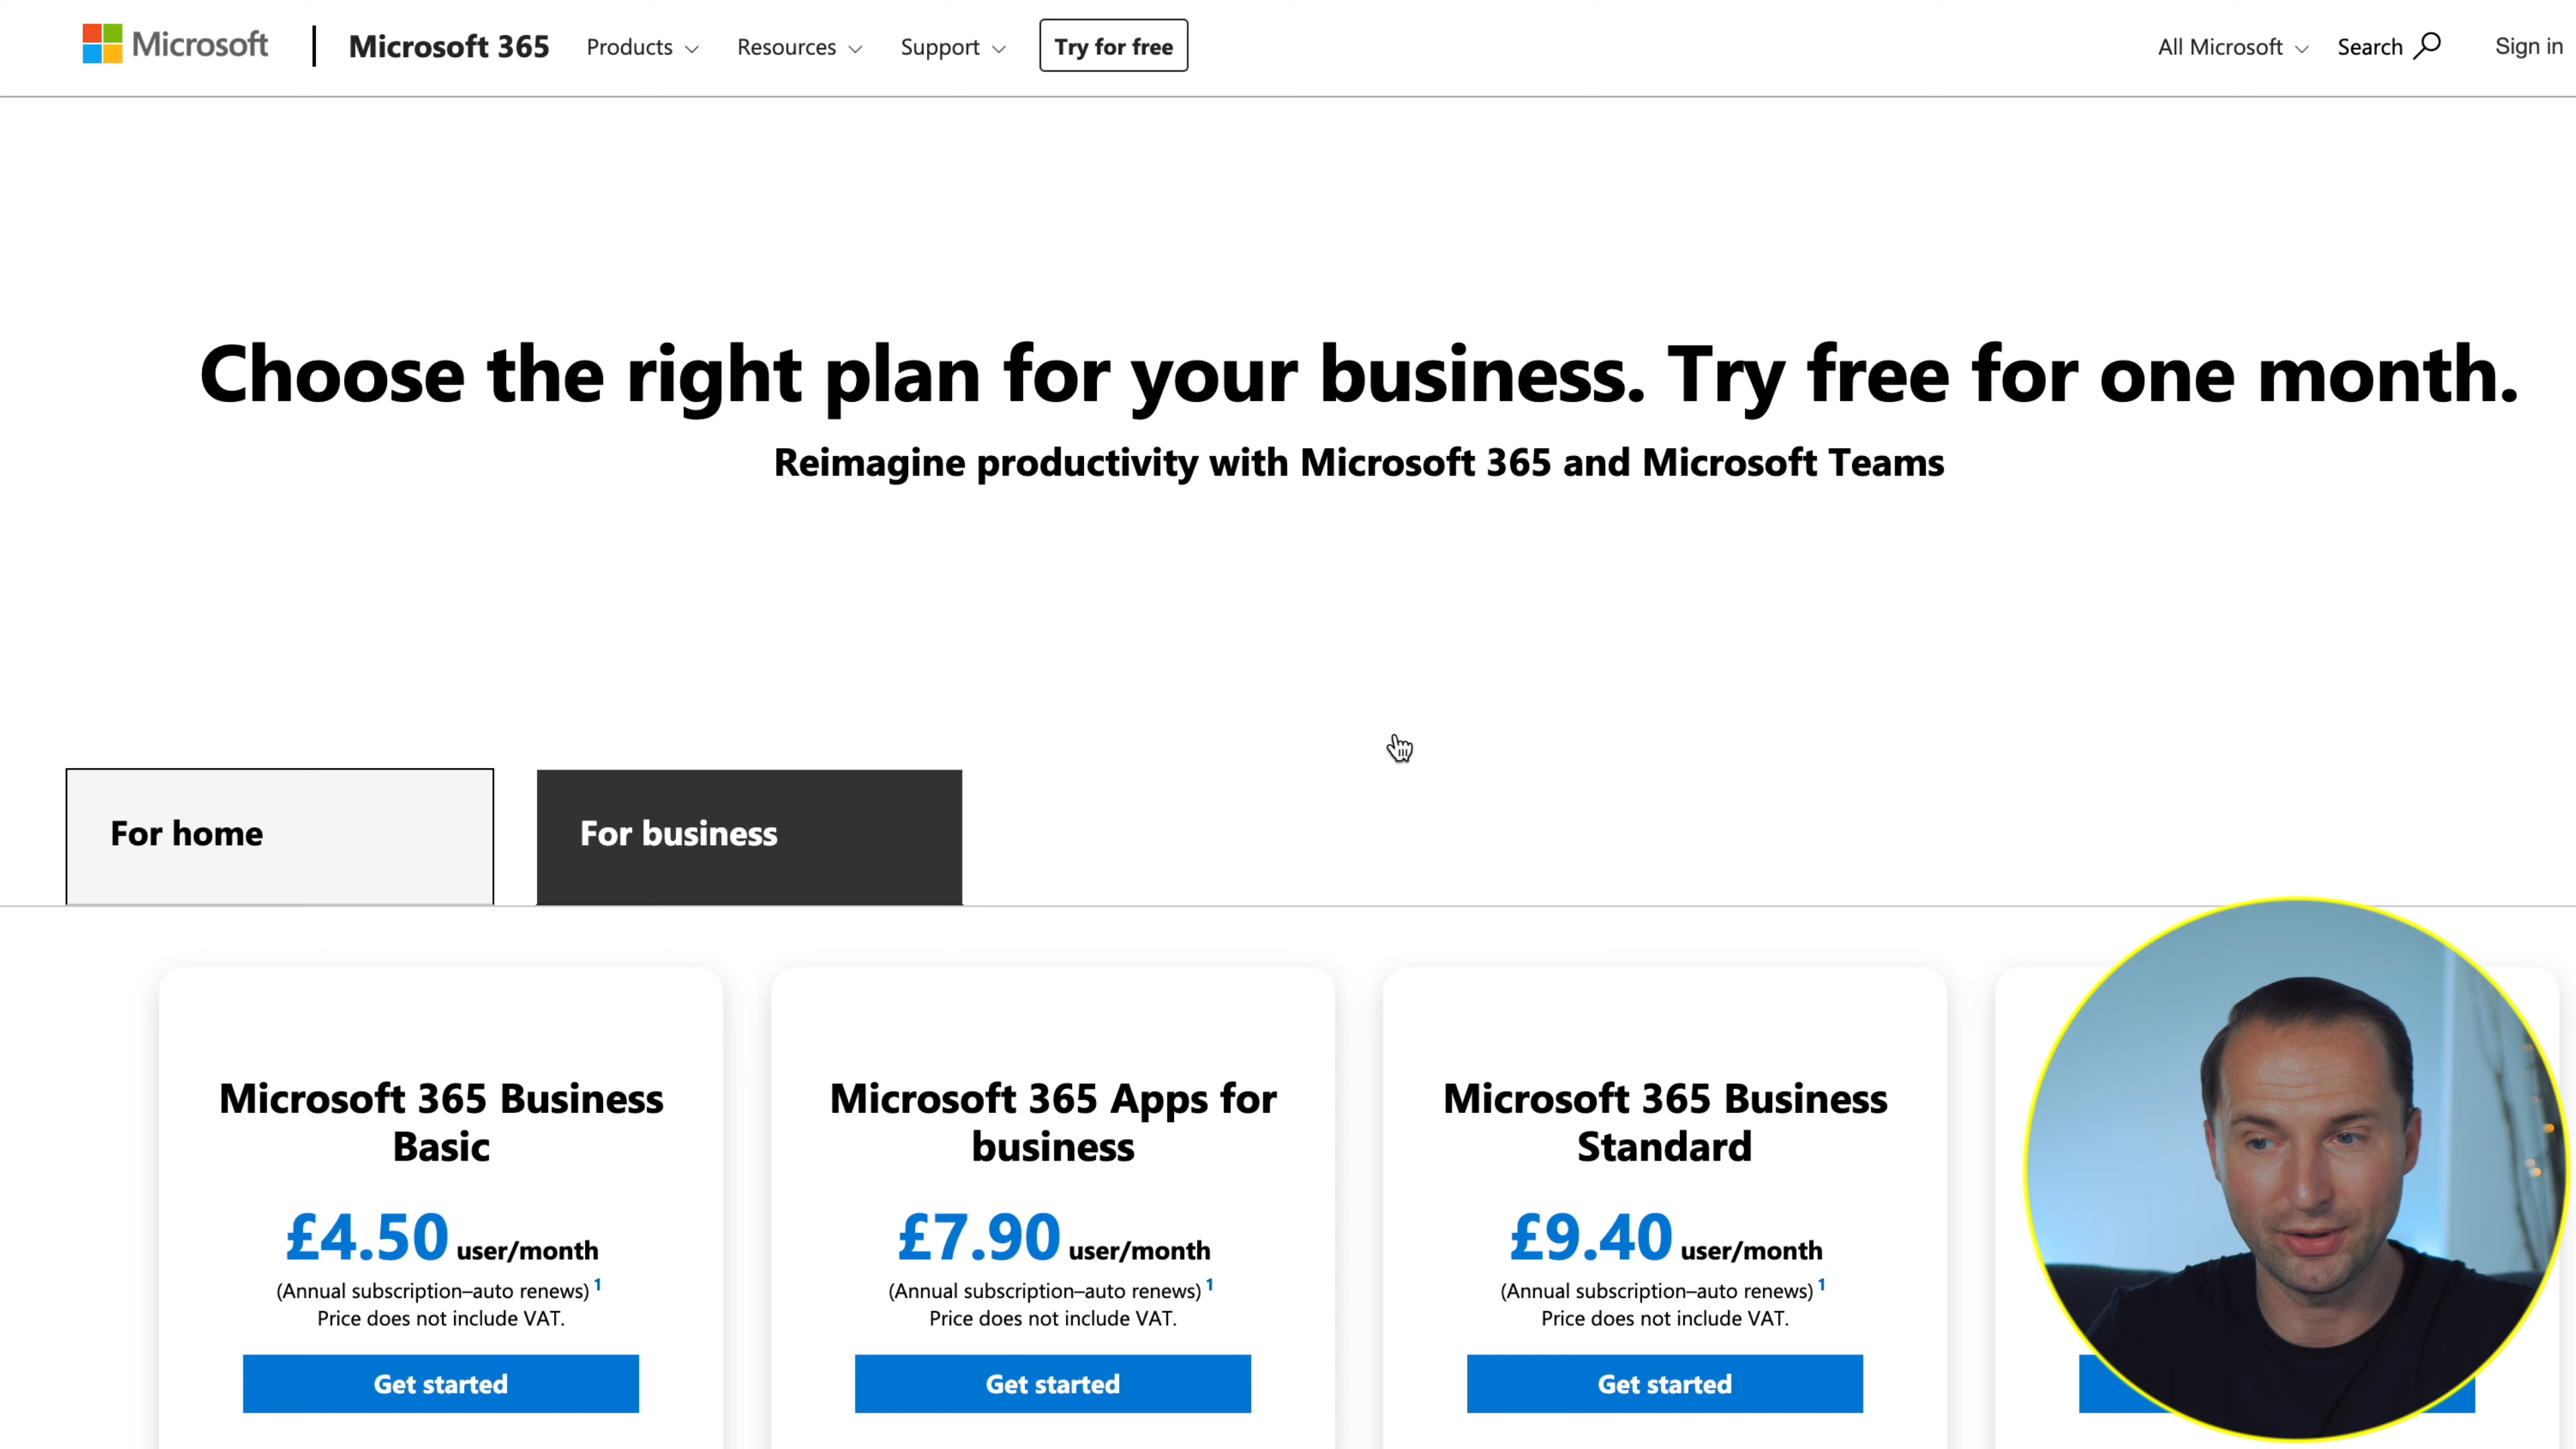 Microsoft
Microsoft 365
Products
Resources
Support
Try for free
All Microsoft
Search
Sign in
Choose the right plan for your business. Try free for one month.
Reimagine productivity with Microsoft 365 and Microsoft Teams
For home
For business
Microsoft 365 Business
Basic
£4.50 user/month
(Annual subscription–auto renews) 1
Price does not include VAT.
Get started
Microsoft 365 Apps for
business
£7.90 user/month
(Annual subscription–auto renews) 1
Price does not include VAT.
Get started
Microsoft 365 Business
Standard
£9.40 user/month
(Annual subscription–auto renews) 1
Price does not include VAT.
Get started